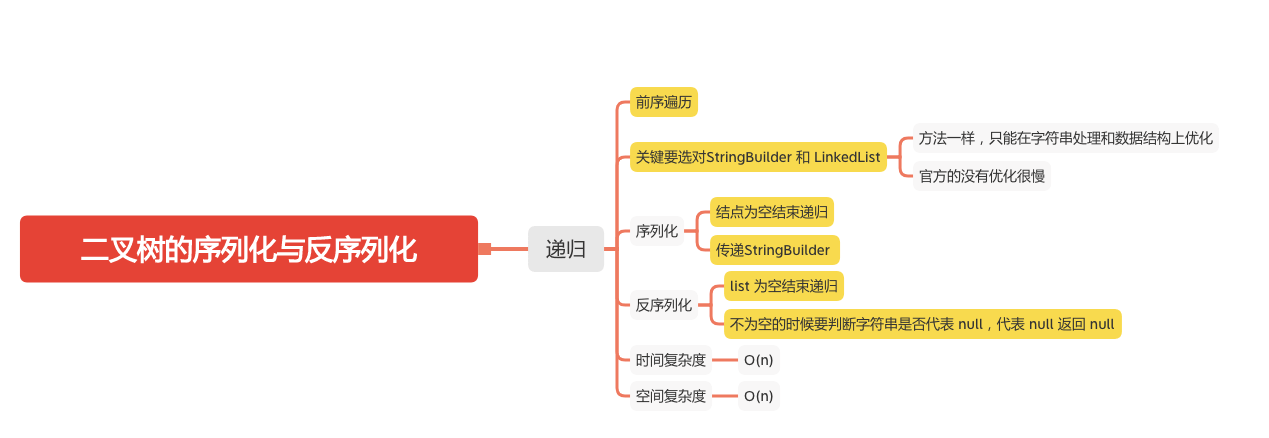 二叉树的序列化与反序列化
递归
前序遍历
关键要选对StringBuilder 和 LinkedList
方法一样，只能在字符串处理和数据结构上优化
官方的没有优化很慢
序列化
结点为空结束递归
传递StringBuilder
反序列化
list 为空结束递归
不为空的时候要判断字符串是否代表 null，代表 null 返回 null
时间复杂度
O(n)
空间复杂度
O(n)